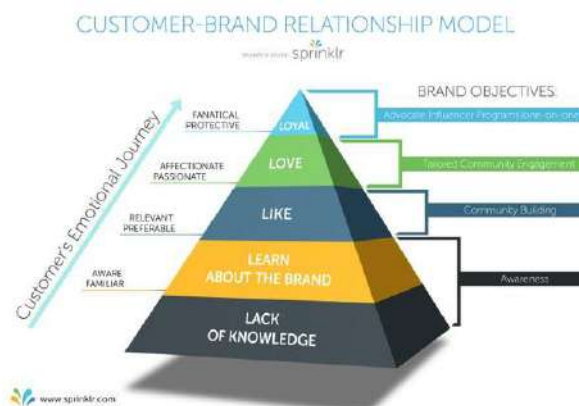 CUSTOMER-BRAND RELATIONSHIP MODEL
sprinklr
BRAND OBJECTIVES:
Customer's Emotional Journey
FANATICAL
PROTECTIVE
LOYAL
Advocate Influencer Programs (one-on-one)
AFFECTIONATE
PASSIONATE
LOVE
Tailored Community Engagement
RELEVANT
PREFERABLE
LIKE
Community Building
AWARE
FAMILIAR
LEARN
ABOUT THE BRAND
Awareness
LACK
OF KNOWLEDGE
www.sprinklr.com